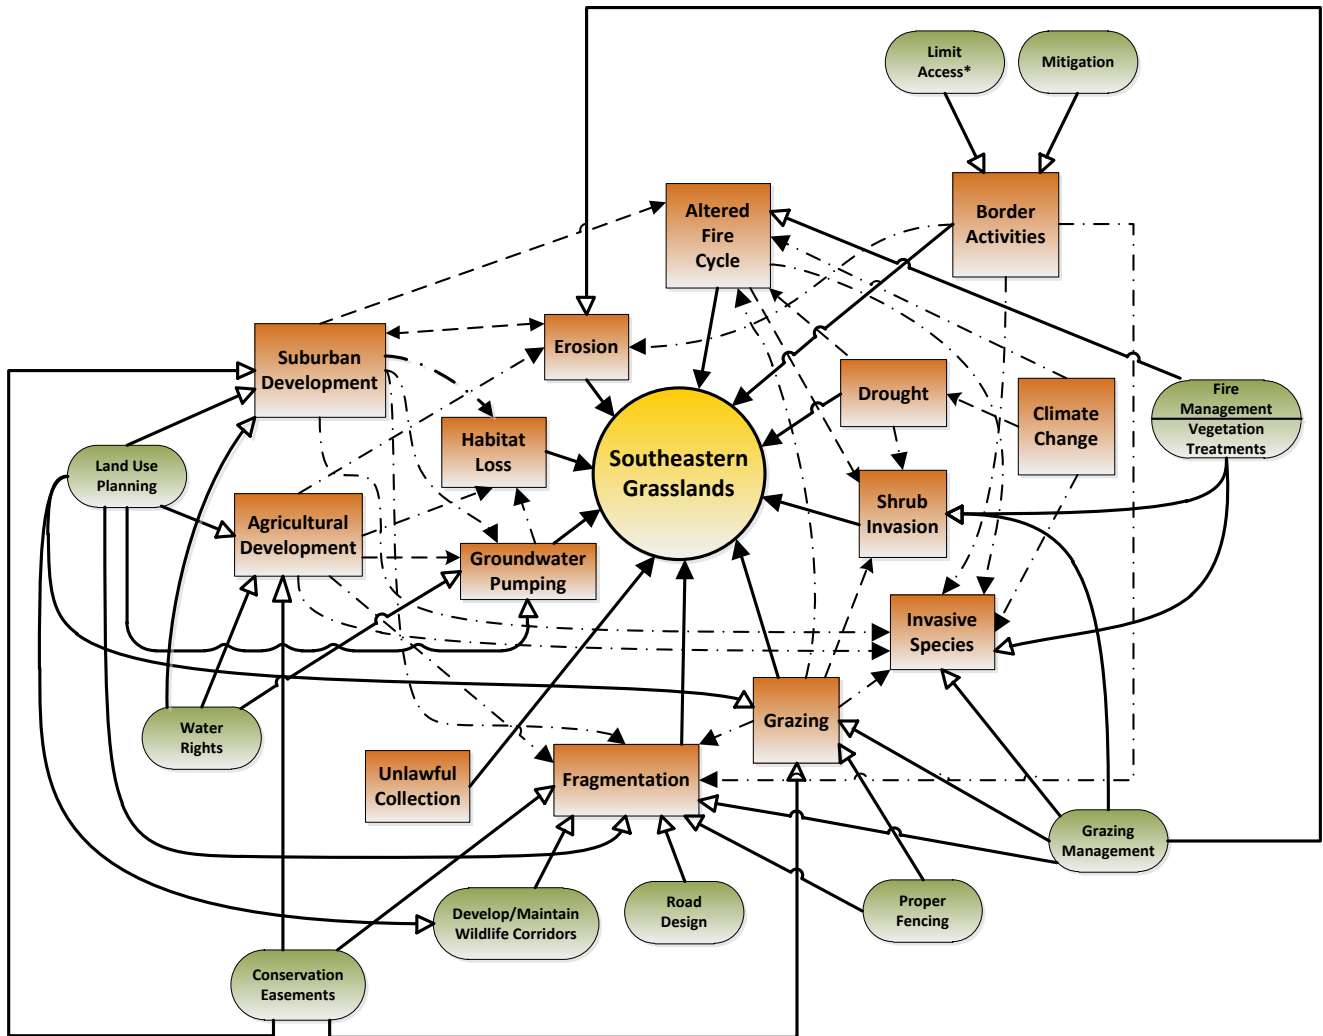 Limit
Access*
Mitigation
Altered
Fire
Cycle
Border
Activities
Suburban
Development
Erosion
Drought
Climate
Change
Fire
Management
Vegetation
Treatments
Habitat
Loss
Southeastern
Grasslands
Land Use
Planning
Shrub
Invasion
Agricultural
Development
Groundwater
Pumping
Invasive
Species
Water
Rights
Grazing
Unlawful
Collection
Fragmentation
Grazing
Management
Develop/Maintain
Wildlife Corridors
Road
Design
Proper
Fencing
Conservation
Easements